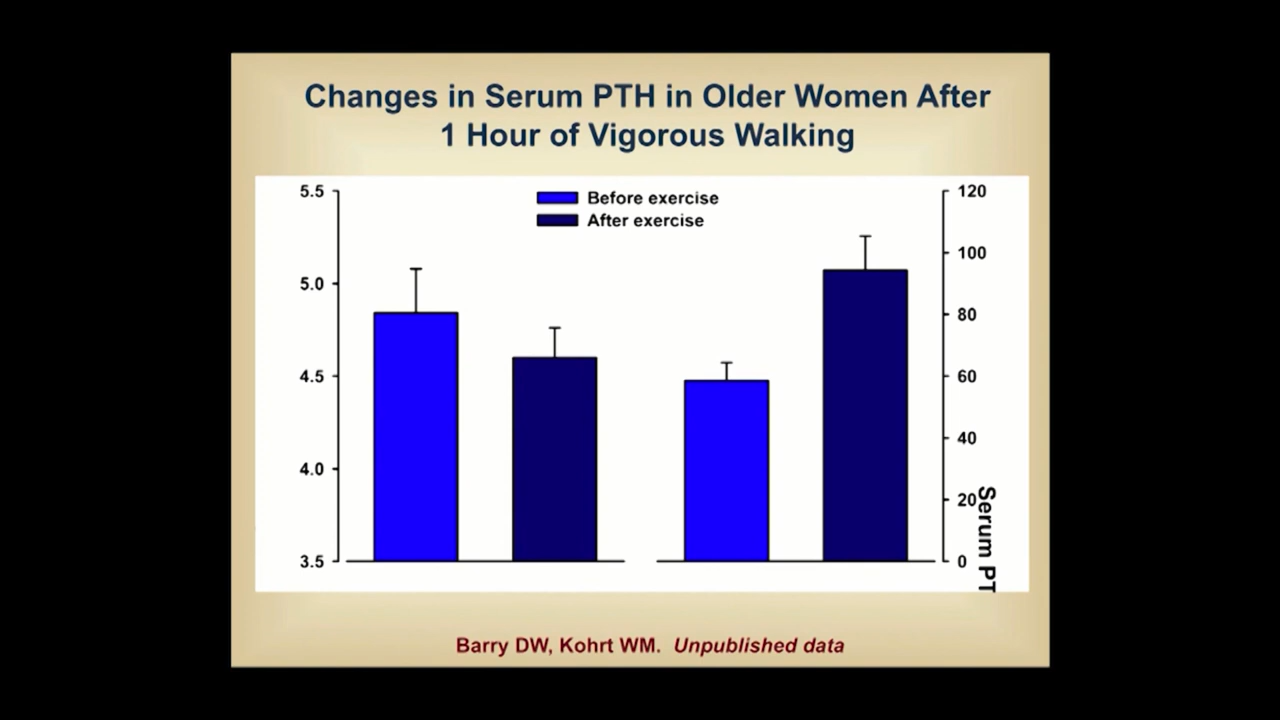 Changes in Serum PTH in Older Women After
1 Hour of Vigorous Walking
Before exercise
After exercise
5.5
5.0
4.5
4.0
3.5
120
100
80
60
40
20
0
Serum PT
Barry DW, Kohrt WM. Unpublished data